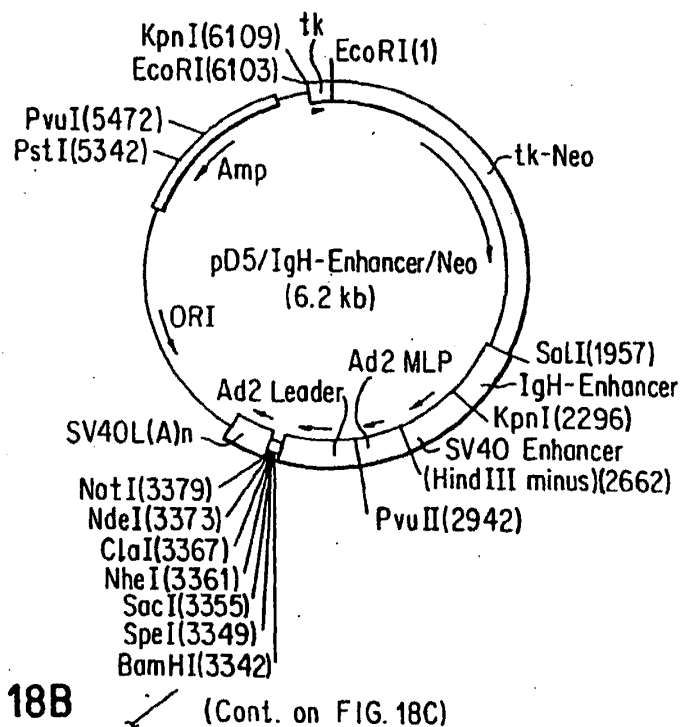 tk
KpnI(6109)
EcoRI(1)
EcoRI(6103)
PvuI(5472)
PstI(5342)
Amp
tk-Neo
pD5/IgH-Enhancer/Neo
(6.2 kb)
ORI
SalI(1957)
Ad2 MLP
IgH-Enhancer
Ad2 Leader
KpnI(2296)
SV40L(A)n
SV40 Enhancer
(Hind III minus)(2662)
NotI(3379)
PvuII(2942)
NdeI(3373)
ClaI(3367)
NheI(3361)
SacI(3355)
SpeI(3349)
BamHI(3342)
18B
(Cont. on FIG. 18C)